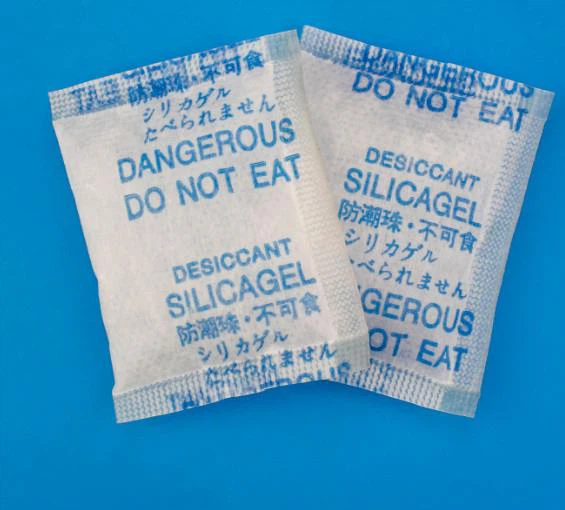 防潮珠·不可食
シリカゲル
たべられません
DANGEROUS
DO NOT EAT
DESICCANT
SILICAGEL
防潮珠·不可食
シリカゲル
たべられません
DANGEROUS
DO NOT EAT
DESICCANT
SILICAGEL
防潮珠·不可食
シリカゲル
たべられません
GEROUS
OT EAT